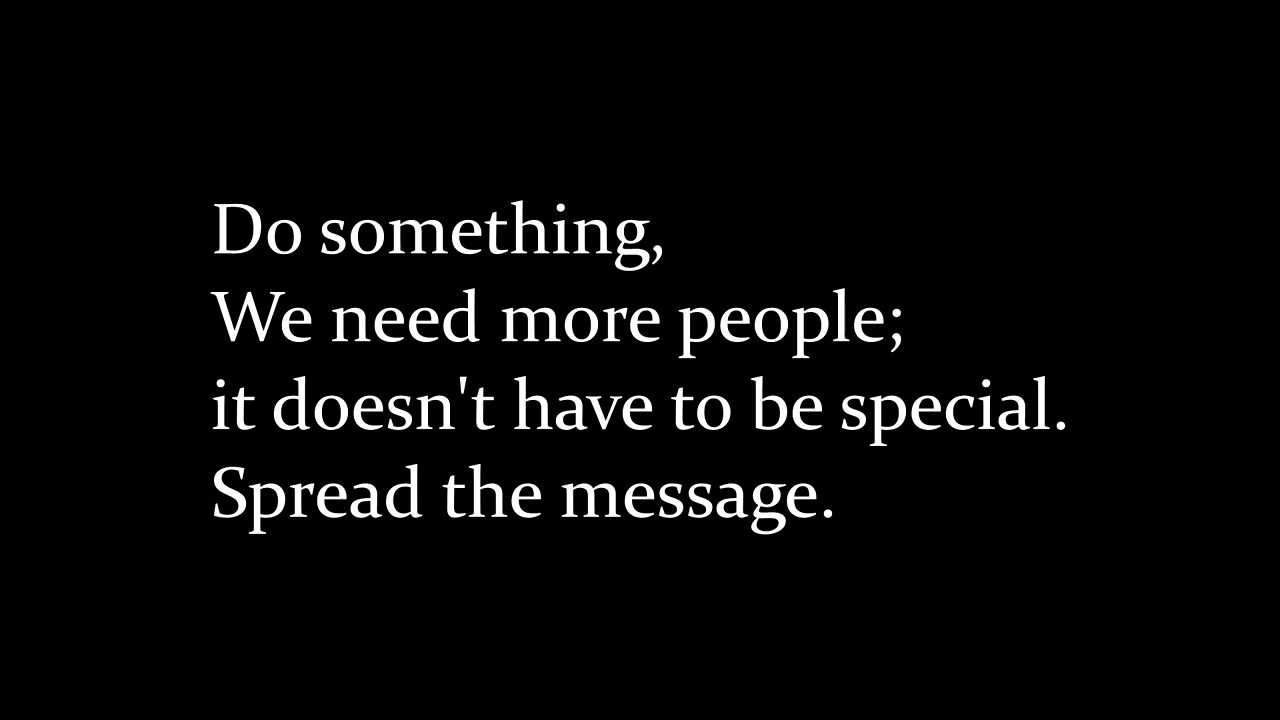 Do something,
We need more people;
it doesn't have to be special.
Spread the message.